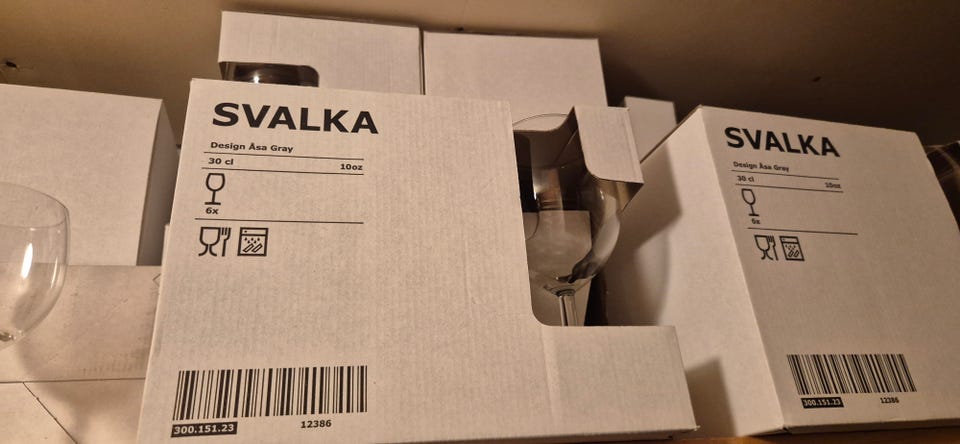 SVALKA
Design Åsa Gray
30 cl 10oz
6x
300.151.23 12386
SVALKA
Design Åsa Gray
30 cl 10oz
6x
300.151.23 12386